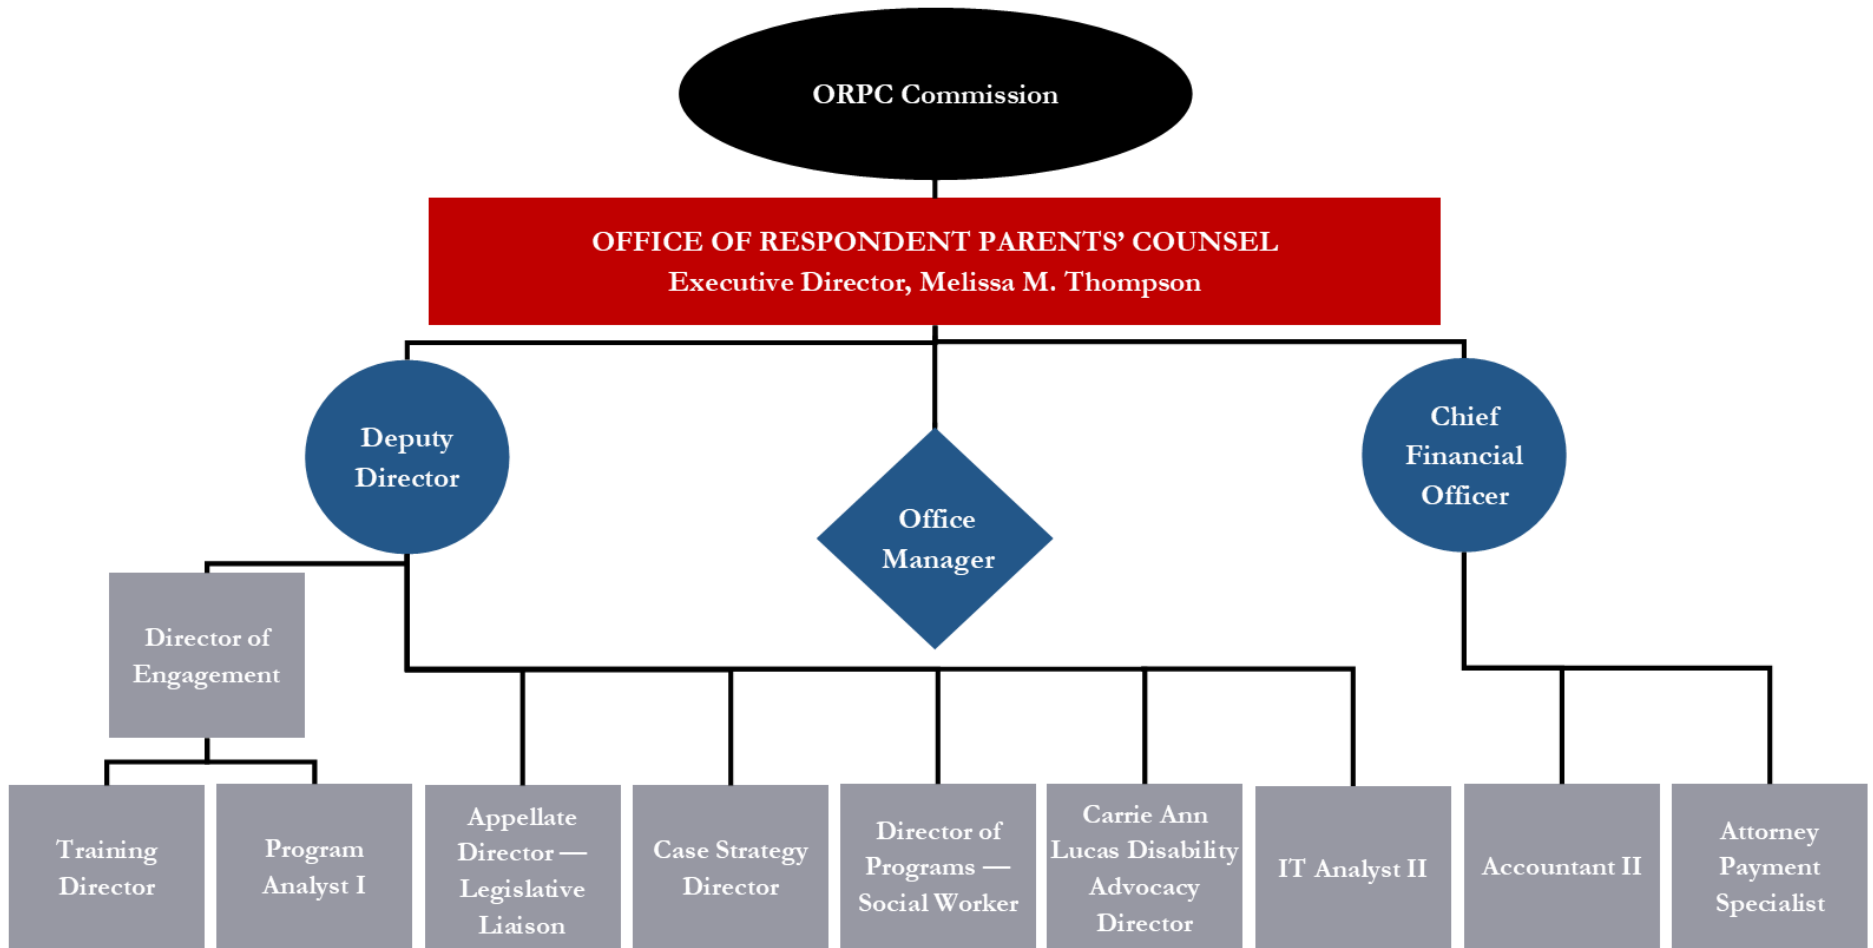 ORPC Commission
OFFICE OF RESPONDENT PARENTS’ COUNSEL
Executive Director, Melissa M. Thompson
Deputy
Director
Office
Manager
Chief
Financial
Officer
Director of
Engagement
Training
Director
Program
Analyst I
Appellate
Director —
Legislative
Liaison
Case Strategy
Director
Director of
Programs —
Social Worker
Carrie Ann
Lucas Disability
Advocacy
Director
IT Analyst II
Accountant II
Attorney
Payment
Specialist